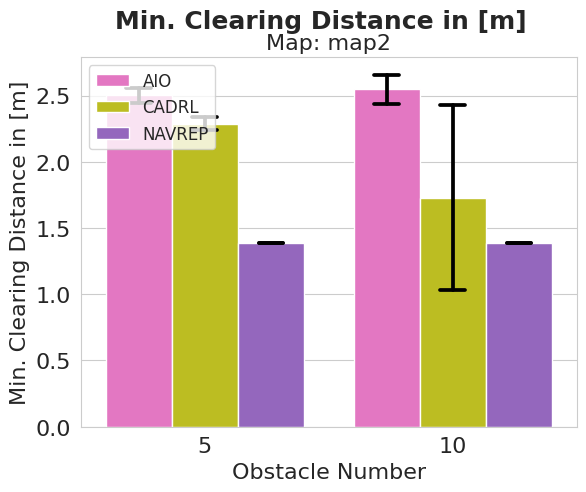 Min. Clearing Distance in [m]
Map: map2
Min. Clearing Distance in [m]
2.5
2.0
1.5
1.0
0.5
0.0
AIO
CADRL
NAVREP
5
10
Obstacle Number